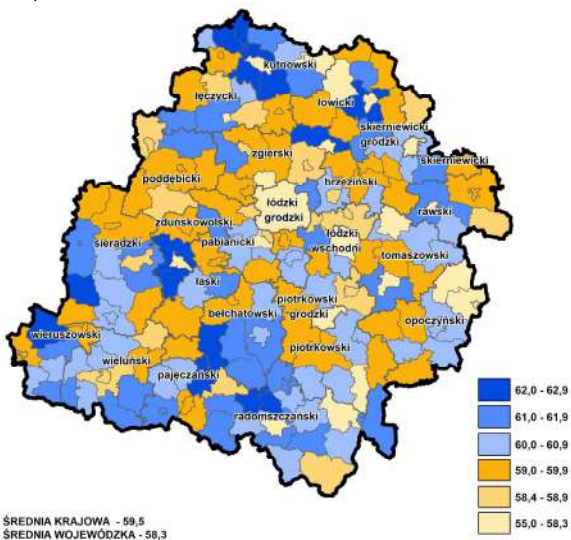 kutnowski
łęczycki
łowicki
skierniewicki
grodzki
skierniewicki
zgierski
brzeziński
poddębicki
łódzki
grodzki
rawski
zduńskowolski
łódzki
wschodni
sieradzki
pabianicki
tomaszowski
łaski
piotrkowski
grodzki
bełchatowski
opoczyński
wieruszowski
piotrkowski
wieluński
pajęczański
radomszczański
62,0 - 62,9
61,0 - 61,9
60,0 - 60,9
59,0 - 59,9
58,4 - 58,9
55,0 - 58,3
ŚREDNIA KRAJOWA - 59,5
ŚREDNIA WOJEWÓDZKA - 58,3